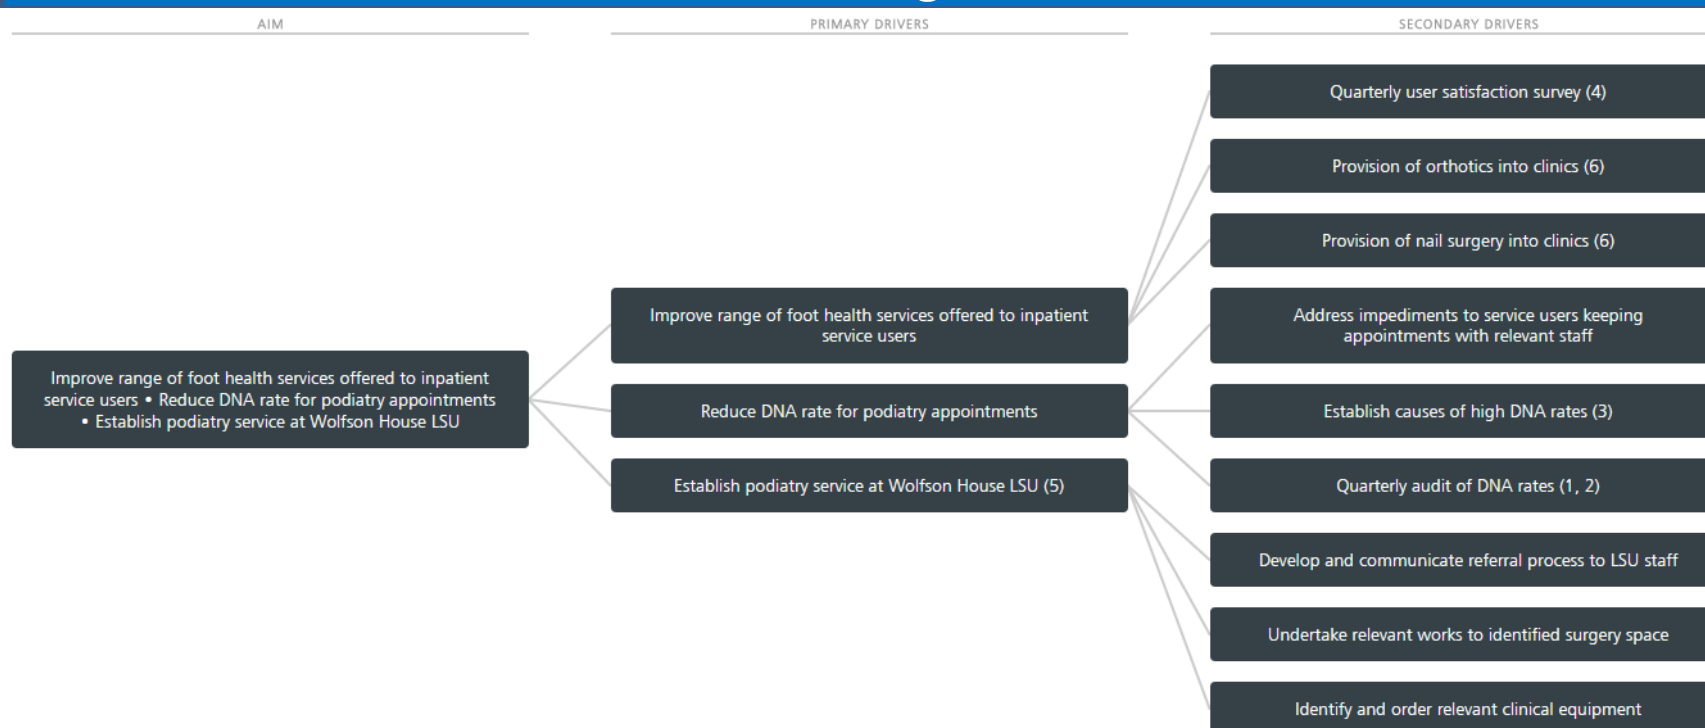 AIM
PRIMARY DRIVERS
SECONDARY DRIVERS
Quarterly user satisfaction survey (4)
Provision of orthotics into clinics (6)
Provision of nail surgery into clinics (6)
Improve range of foot health services offered to inpatient
service users
Address impediments to service users keeping
appointments with relevant staff
Improve range of foot health services offered to inpatient
service users • Reduce DNA rate for podiatry appointments
• Establish podiatry service at Wolfson House LSU
Reduce DNA rate for podiatry appointments
Establish causes of high DNA rates (3)
Establish podiatry service at Wolfson House LSU (5)
Quarterly audit of DNA rates (1, 2)
Develop and communicate referral process to LSU staff
Undertake relevant works to identified surgery space
Identify and order relevant clinical equipment